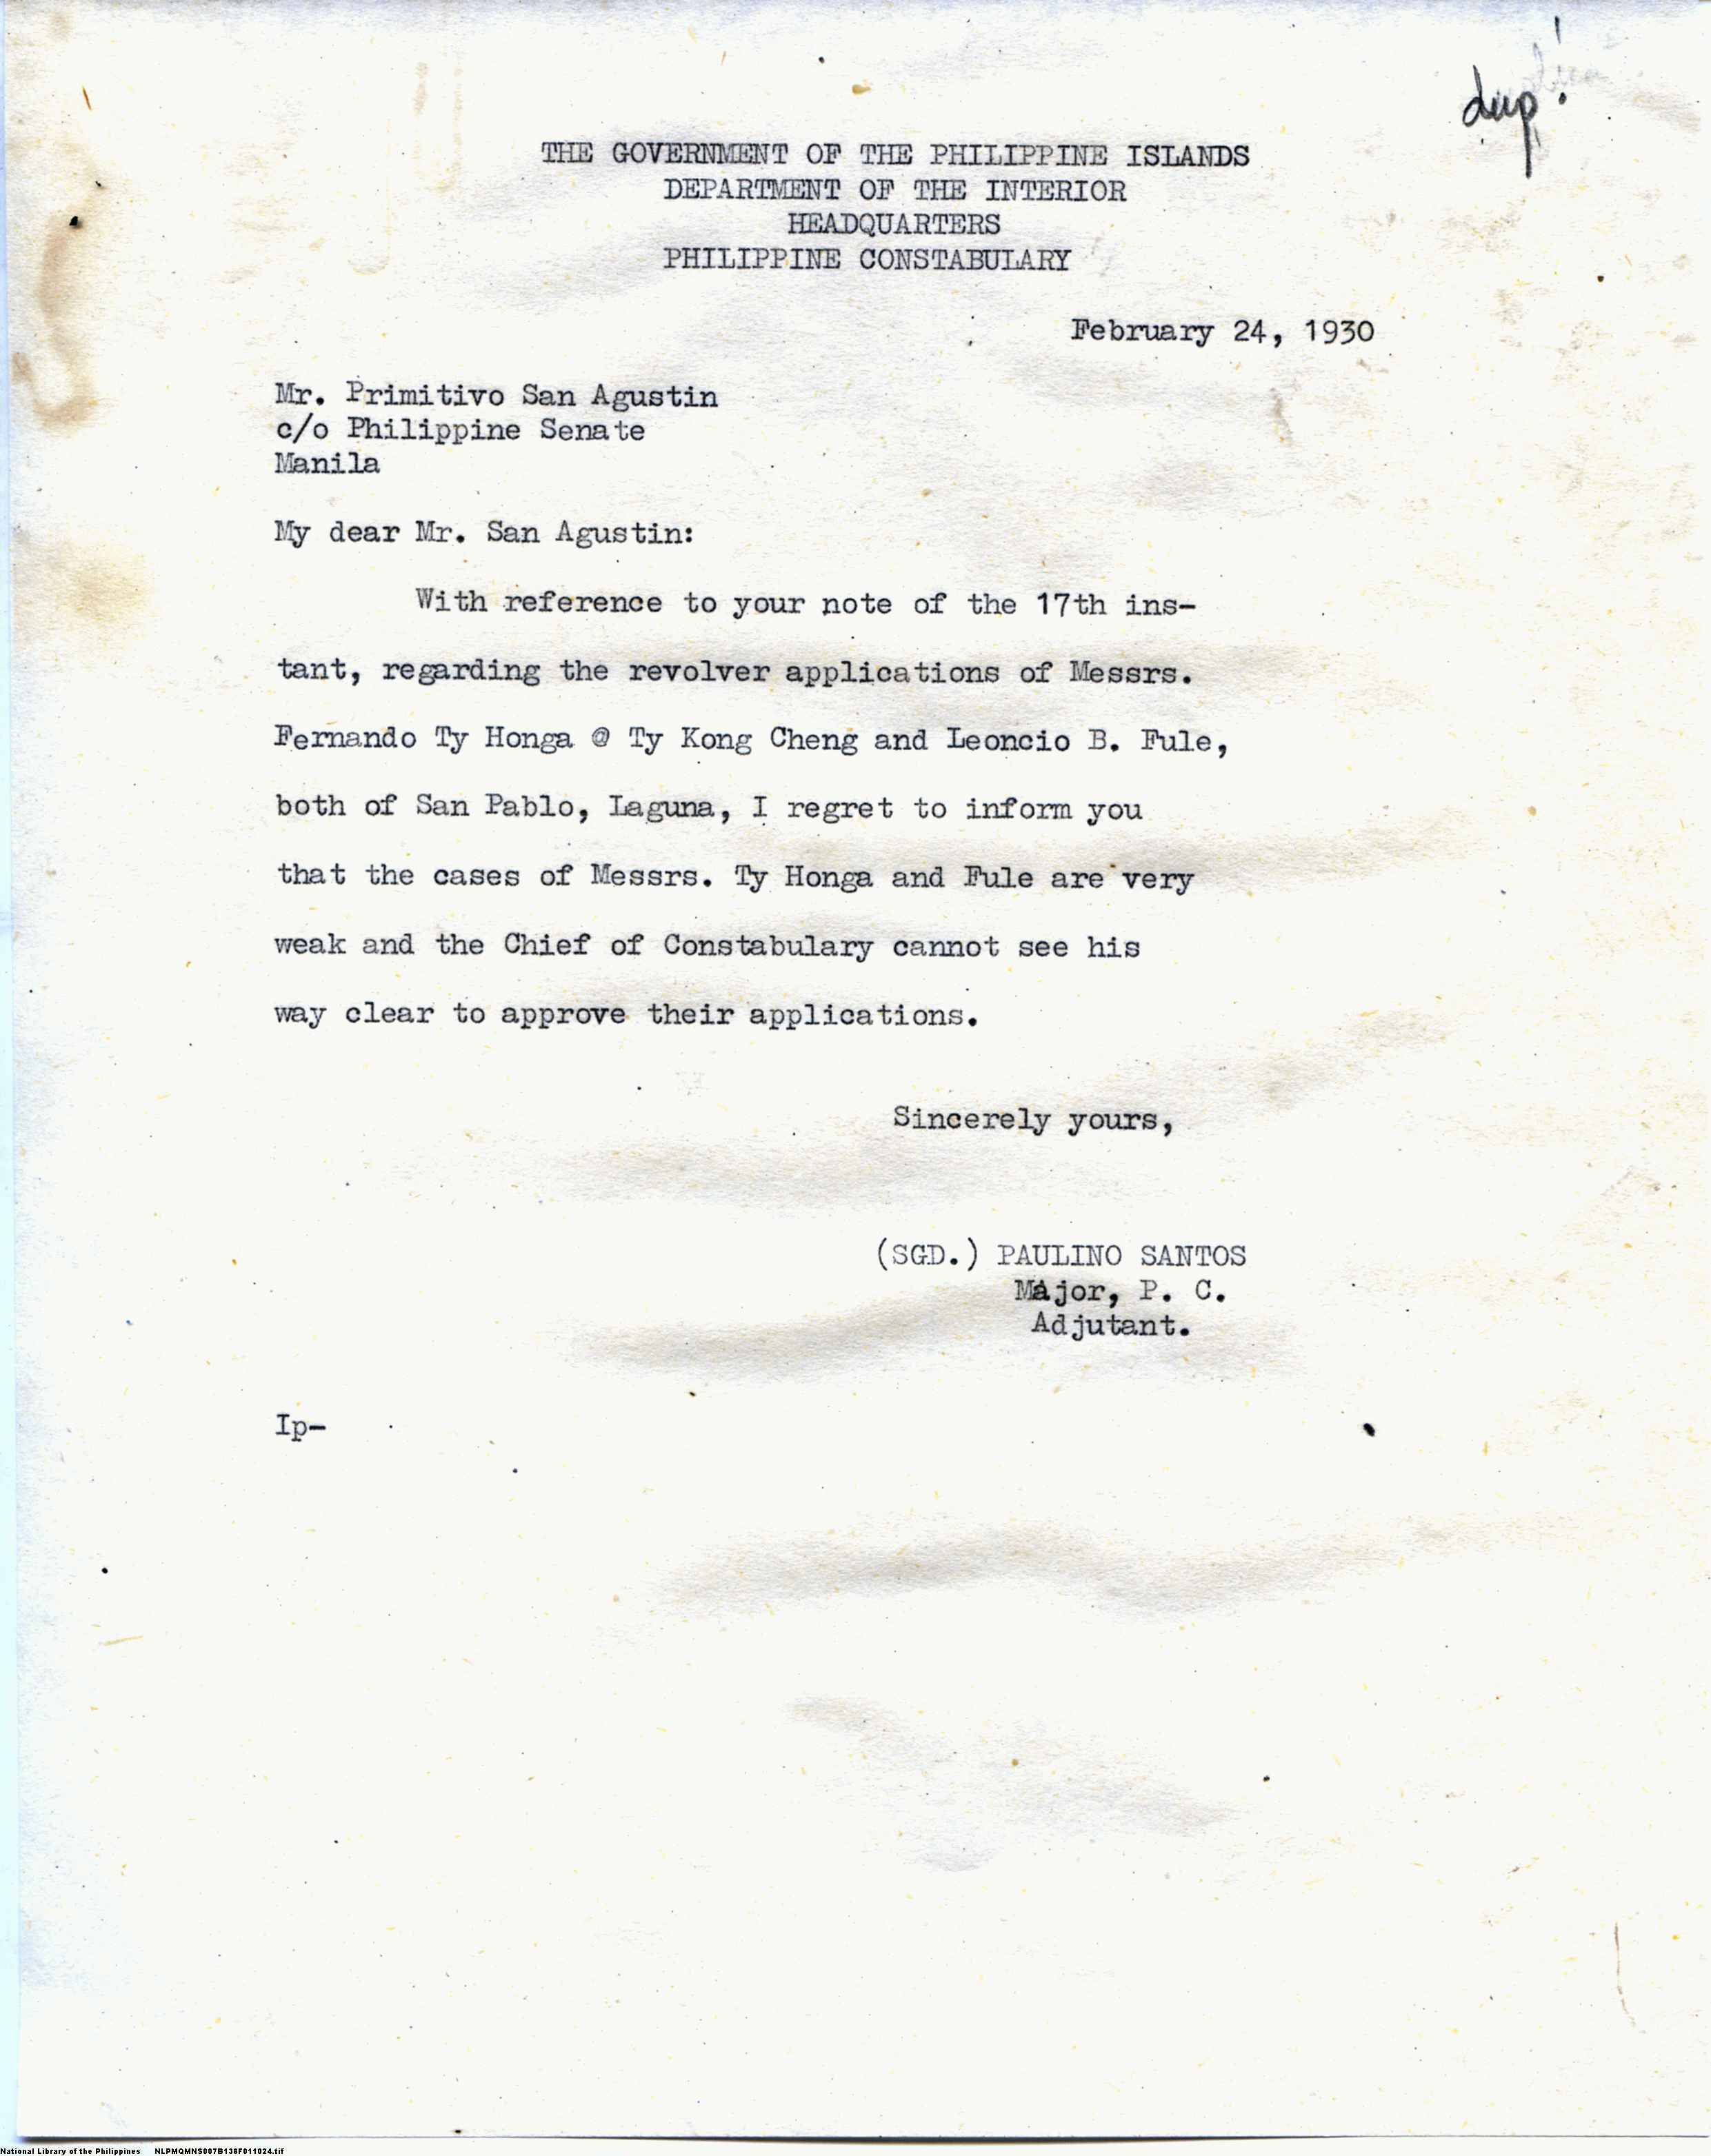 dup!
THE GOVERNMENT OF THE PHILIPPINE ISLANDS
DEPARTMENT OF THE INTERIOR
HEADQUARTERS
PHILIPPINE CONSTABULARY
February 24, 1930
Mr. Primitivo San Agustin
c/o Philippine Senate
Manila
My dear Mr. San Agustin:
With reference to your note of the 17th ins-
tant, regarding the revolver applications of Messrs.
Fernando Ty Honga @ Ty Kong Cheng and Leoncio B. Fule,
both of San Pablo, Laguna, I regret to inform you
that the cases of Messrs. Ty Honga and Fule are very
weak and the Chief of Constabulary cannot see his
way clear to approve their applications.
Sincerely yours,
(SGD.) PAULINO SANTOS
Major, P. C.
Adjutant.
Ip-
National Library of the Philippines NLPMQMNS007B138F011024.tif